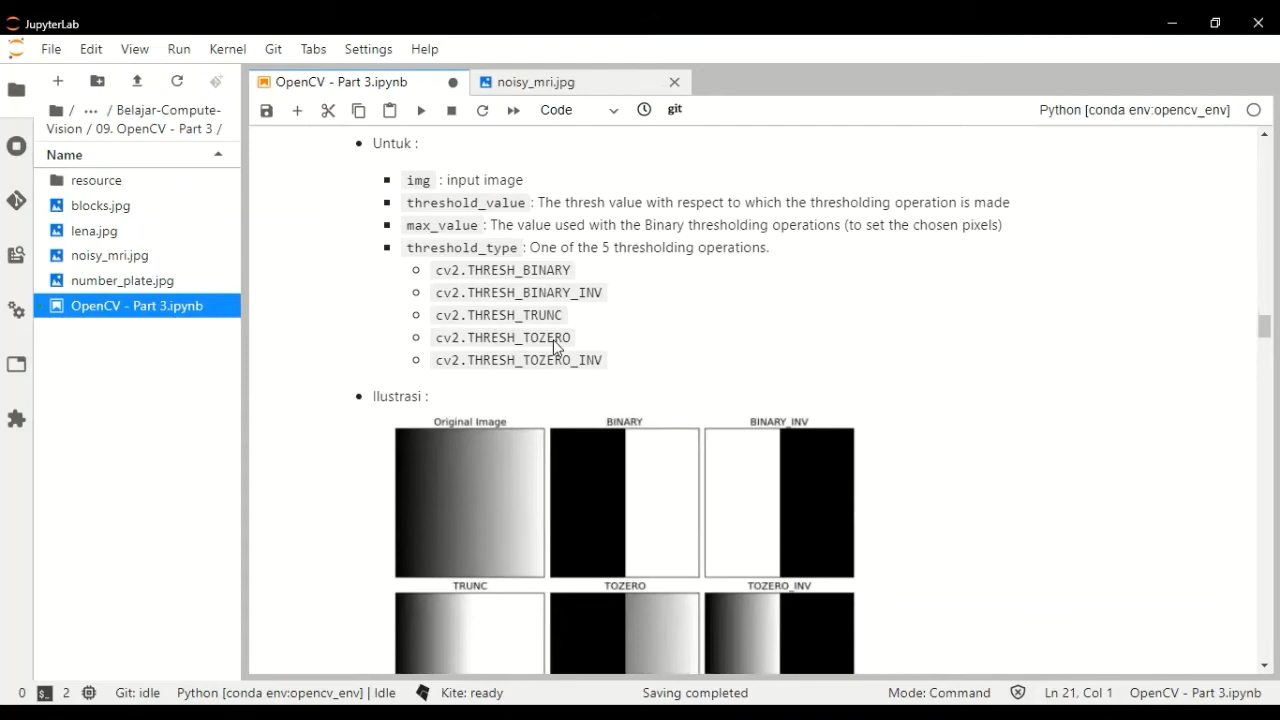 JupyterLab
File Edit View Run Kernel Git Tabs Settings Help
OpenCV - Part 3.ipynb
noisy_mri.jpg
/ ... / Belajar-Compute-
Vision / 09. OpenCV - Part 3 /
Code
git
Python [conda env:opencv_env]
Name
resource
blocks.jpg
lena.jpg
noisy_mri.jpg
number_plate.jpg
OpenCV - Part 3.ipynb
Untuk :
img : input image
threshold_value : The thresh value with respect to which the thresholding operation is made
max_value : The value used with the Binary thresholding operations (to set the chosen pixels)
threshold_type : One of the 5 thresholding operations.
cv2.THRESH_BINARY
cv2.THRESH_BINARY_INV
cv2.THRESH_TRUNC
cv2.THRESH_TOZERO
cv2.THRESH_TOZERO_INV
Ilustrasi :
Original Image BINARY BINARY_INV
TRUNC TOZERO TOZERO_INV
0 2 Git: idle Python [conda env:opencv_env] | Idle Kite: ready Saving completed Mode: Command Ln 21, Col 1 OpenCV - Part 3.ipynb